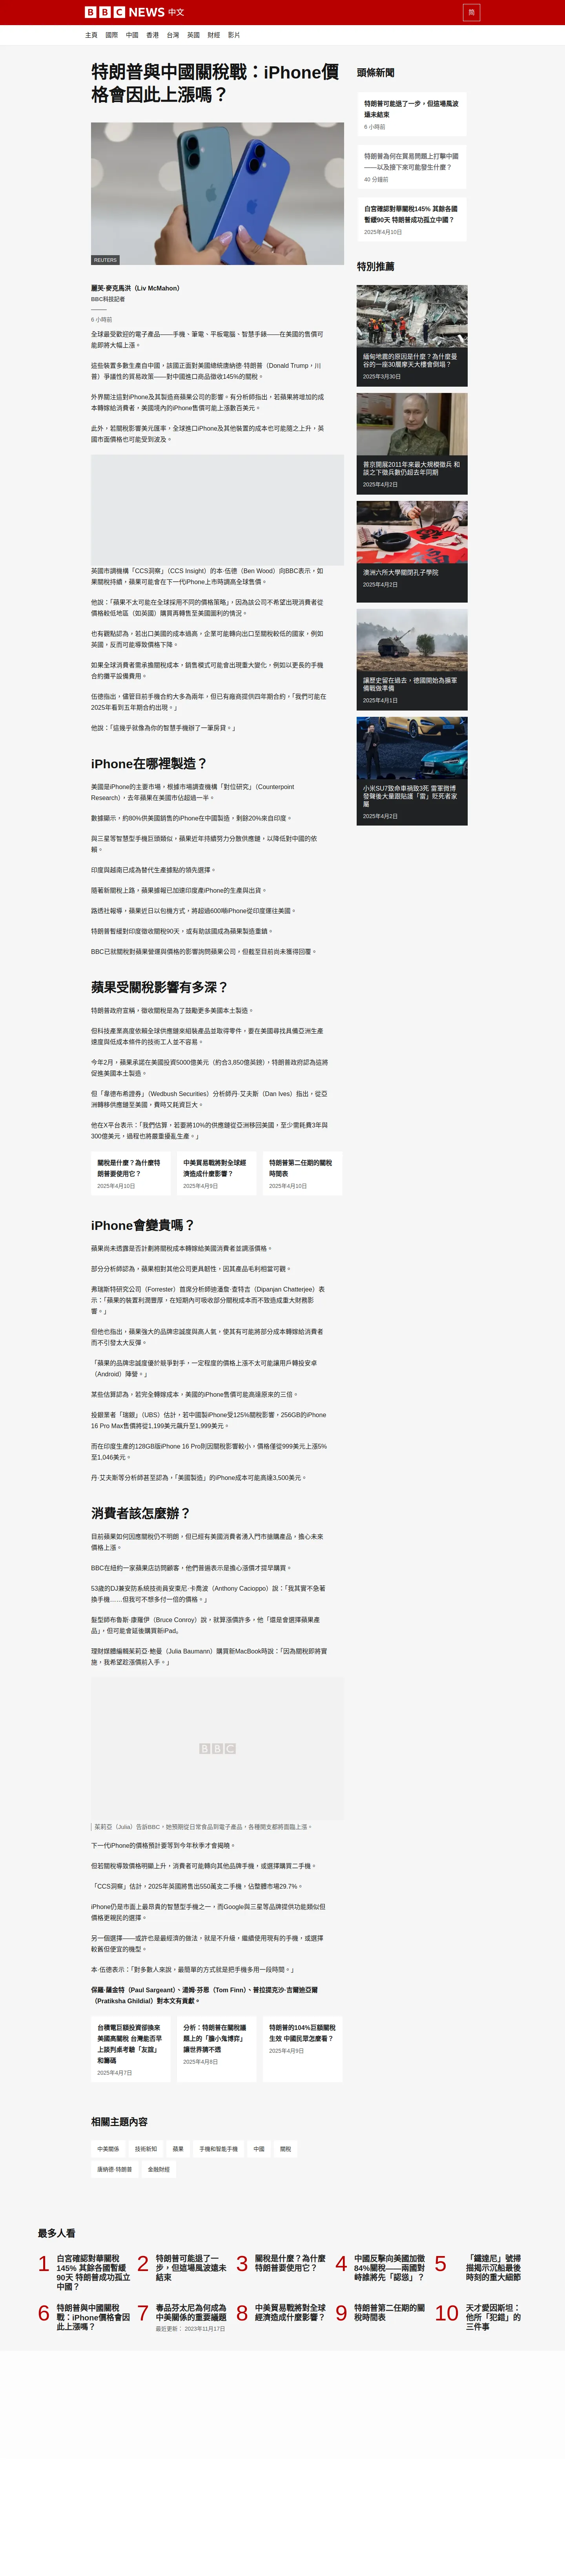 BBC NEWS 中文
简
主頁 國際 中國 香港 台灣 英國 財經 影片
特朗普與中國關稅戰：iPhone價
格會因此上漲嗎？
REUTERS
麗芙·麥克馬洪（Liv McMahon）
BBC科技記者
6 小時前
全球最受歡迎的電子產品——手機、筆電、平板電腦、智慧手錶——在美國的售價可
能即將大幅上漲。
這些裝置多數生產自中國，該國正面對美國總統唐納德·特朗普（Donald Trump，川
普）爭議性的貿易政策——對中國進口商品徵收145%的關稅。
外界關注這對iPhone及其製造商蘋果公司的影響。有分析師指出，若蘋果將增加的成
本轉嫁給消費者，美國境內的iPhone售價可能上漲數百美元。
此外，若關稅影響美元匯率，全球進口iPhone及其他裝置的成本也可能隨之上升，英
國市面價格也可能受到波及。
英國市調機構「CCS洞察」（CCS Insight）的本·伍德（Ben Wood）向BBC表示，如
果關稅持續，蘋果可能會在下一代iPhone上市時調高全球售價。
他說：「蘋果不太可能在全球採用不同的價格策略」，因為該公司不希望出現消費者從
價格較低地區（如英國）購買再轉售至美國圖利的情況。
也有觀點認為，若出口美國的成本過高，企業可能轉向出口至關稅較低的國家，例如
英國，反而可能導致價格下降。
如果全球消費者需承擔關稅成本，銷售模式可能會出現重大變化，例如以更長的手機
合約攤平設備費用。
伍德指出，儘管目前手機合約大多為兩年，但已有廠商提供四年期合約，「我們可能在
2025年看到五年期合約出現。」
他說：「這幾乎就像為你的智慧手機辦了一筆房貸。」
iPhone在哪裡製造？
美國是iPhone的主要市場，根據市場調查機構「對位研究」（Counterpoint
Research），去年蘋果在美國市佔超過一半。
數據顯示，約80%供美國銷售的iPhone在中國製造，剩餘20%來自印度。
與三星等智慧型手機巨頭類似，蘋果近年持續努力分散供應鏈，以降低對中國的依
賴。
印度與越南已成為替代生產據點的領先選擇。
隨著新關稅上路，蘋果據報已加速印度產iPhone的生產與出貨。
路透社報導，蘋果近日以包機方式，將超過600噸iPhone從印度運往美國。
特朗普暫緩對印度徵收關稅90天，或有助該國成為蘋果製造重鎮。
BBC已就關稅對蘋果營運與價格的影響詢問蘋果公司，但截至目前尚未獲得回覆。
蘋果受關稅影響有多深？
特朗普政府宣稱，徵收關稅是為了鼓勵更多美國本土製造。
但科技產業高度依賴全球供應鏈來組裝產品並取得零件，要在美國尋找具備亞洲生產
速度與低成本條件的技術工人並不容易。
今年2月，蘋果承諾在美國投資5000億美元（約合3,850億英鎊），特朗普政府認為這將
促進美國本土製造。
但「韋德布希證券」（Wedbush Securities）分析師丹·艾夫斯（Dan Ives）指出，從亞
洲轉移供應鏈至美國，費時又耗資巨大。
他在X平台表示：「我們估算，若要將10%的供應鏈從亞洲移回美國，至少需耗費3年與
300億美元，過程也將嚴重擾亂生產。」
關稅是什麼？為什麼特
朗普要使用它？
2025年4月10日
中美貿易戰將對全球經
濟造成什麼影響？
2025年4月9日
特朗普第二任期的關稅
時間表
2025年4月10日
iPhone會變貴嗎？
蘋果尚未透露是否計劃將關稅成本轉嫁給美國消費者並調漲價格。
部分分析師認為，蘋果相對其他公司更具韌性，因其產品毛利相當可觀。
弗瑞斯特研究公司（Forrester）首席分析師迪潘詹·查特吉（Dipanjan Chatterjee）表
示：「蘋果的裝置利潤豐厚，在短期內可吸收部分關稅成本而不致造成重大財務影
響。」
但他也指出，蘋果強大的品牌忠誠度與高人氣，使其有可能將部分成本轉嫁給消費者
而不引發太大反彈。
「蘋果的品牌忠誠度優於競爭對手，一定程度的價格上漲不太可能讓用戶轉投安卓
（Android）陣營。」
某些估算認為，若完全轉嫁成本，美國的iPhone售價可能高達原來的三倍。
投銀業者「瑞銀」（UBS）估計，若中國製iPhone受125%關稅影響，256GB的iPhone
16 Pro Max售價將從1,199美元飆升至1,999美元。
而在印度生產的128GB版iPhone 16 Pro則因關稅影響較小，價格僅從999美元上漲5%
至1,046美元。
丹·艾夫斯等分析師甚至認為，「美國製造」的iPhone成本可能高達3,500美元。
消費者該怎麼辦？
目前蘋果如何因應關稅仍不明朗，但已經有美國消費者湧入門市搶購產品，擔心未來
價格上漲。
BBC在紐約一家蘋果店訪問顧客，他們普遍表示是擔心漲價才提早購買。
53歲的DJ兼安防系統技術員安東尼·卡喬波（Anthony Cacioppo）說：「我其實不急著
換手機……但我可不想多付一倍的價格。」
髮型師布魯斯·康羅伊（Bruce Conroy）說，就算漲價許多，他「還是會選擇蘋果產
品」，但可能會延後購買新iPad。
理財媒體編輯茱莉亞·鮑曼（Julia Baumann）購買新MacBook時說：「因為關稅即將實
施，我希望趁漲價前入手。」
BBC
茱莉亞（Julia）告訴BBC，她預期從日常食品到電子產品，各種開支都將面臨上漲。
下一代iPhone的價格預計要等到今年秋季才會揭曉。
但若關稅導致價格明顯上升，消費者可能轉向其他品牌手機，或選擇購買二手機。
「CCS洞察」估計，2025年英國將售出550萬支二手機，佔整體市場29.7%。
iPhone仍是市面上最昂貴的智慧型手機之一，而Google與三星等品牌提供功能類似但
價格更親民的選擇。
另一個選擇——或許也是最經濟的做法，就是不升級，繼續使用現有的手機，或選擇
較舊但便宜的機型。
本·伍德表示：「對多數人來說，最簡單的方式就是把手機多用一段時間。」
保羅·薩金特（Paul Sargeant）、湯姆·芬恩（Tom Finn）、普拉提克沙·吉爾迪亞爾
（Pratiksha Ghildial）對本文有貢獻。
台積電巨額投資卻換來
美國高關稅 台灣能否早
上談判桌考驗「友誼」
和籌碼
2025年4月7日
分析：特朗普在關稅議
題上的「膽小鬼博弈」
讓世界猜不透
2025年4月8日
特朗普的104%巨額關稅
生效 中國民眾怎麼看？
2025年4月9日
相關主題內容
中美關係 技術新知 蘋果 手機和智能手機 中國 關稅
唐納德·特朗普 金融財經
頭條新聞
特朗普可能退了一步，但這場風波
遠未結束
6 小時前
特朗普為何在貿易問題上打擊中國
——以及接下來可能發生什麼？
40 分鐘前
白宮確認對華關稅145% 其餘各國
暫緩90天 特朗普成功孤立中國？
2025年4月10日
特別推薦
緬甸地震的原因是什麼？為什麼曼
谷的一座30層摩天大樓會倒塌？
2025年3月30日
普京開展2011年來最大規模徵兵 和
談之下徵兵數仍超去年同期
2025年4月2日
澳洲六所大學關閉孔子學院
2025年4月2日
讓歷史留在過去，德國開始為擴軍
備戰做準備
2025年4月1日
小米SU7致命車禍致3死 雷軍微博
發聲後大量跟貼護「雷」貶死者家
屬
2025年4月2日
最多人看
1 白宮確認對華關稅
145% 其餘各國暫緩
90天 特朗普成功孤立
中國？
2 特朗普可能退了一
步，但這場風波遠未
結束
3 關稅是什麼？為什麼
特朗普要使用它？
4 中國反擊向美國加徵
84%關稅——兩國對
峙誰將先「認慫」？
5 「鐵達尼」號掃
描揭示沉船最後
時刻的重大細節
6 特朗普與中國關稅
戰：iPhone價格會因
此上漲嗎？
7 毒品芬太尼為何成為
中美關係的重要議題
最近更新： 2023年11月17日
8 中美貿易戰將對全球
經濟造成什麼影響？
9 特朗普第二任期的關
稅時間表
10 天才愛因斯坦：
他所「犯錯」的
三件事